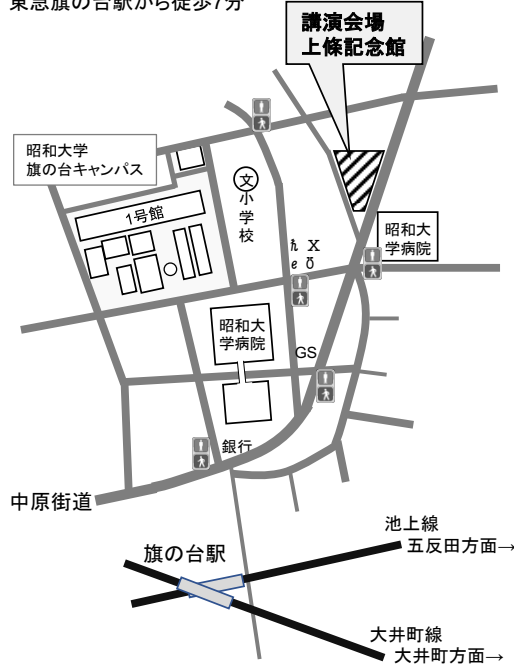 東急旗の台駅から徒歩7分
講演会場
上條記念館
昭和大学
旗の台キャンパス
1号館
文
小学校
昭和大
学病院
昭和大
学病院
GS
銀行
中原街道
旗の台駅
池上線
五反田方面→
大井町線
大井町方面→